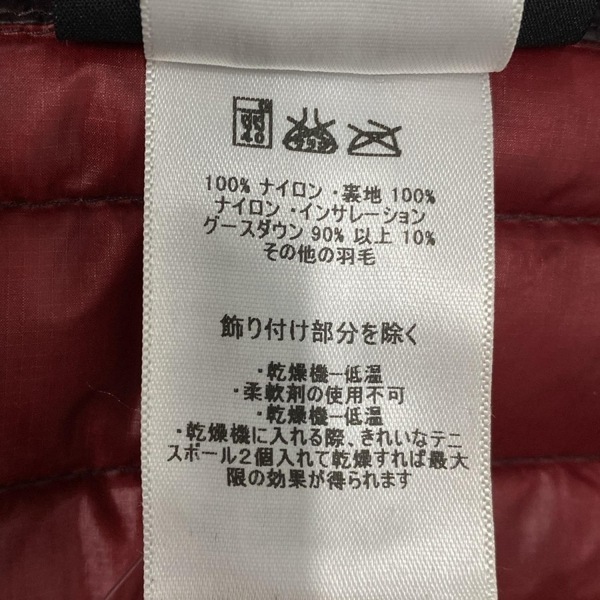 40
100% ナイロン・裏地 100%
ナイロン・インサレーション
グースダウン 90% 以上 10%
その他の羽毛
飾り付け部分を除く
・乾燥機ー低温
・柔軟剤の使用不可
・乾燥機ー低温
・乾燥機に入れる際、きれいなテニ
スボール2個入れて乾燥すれば最大
限の効果が得られます